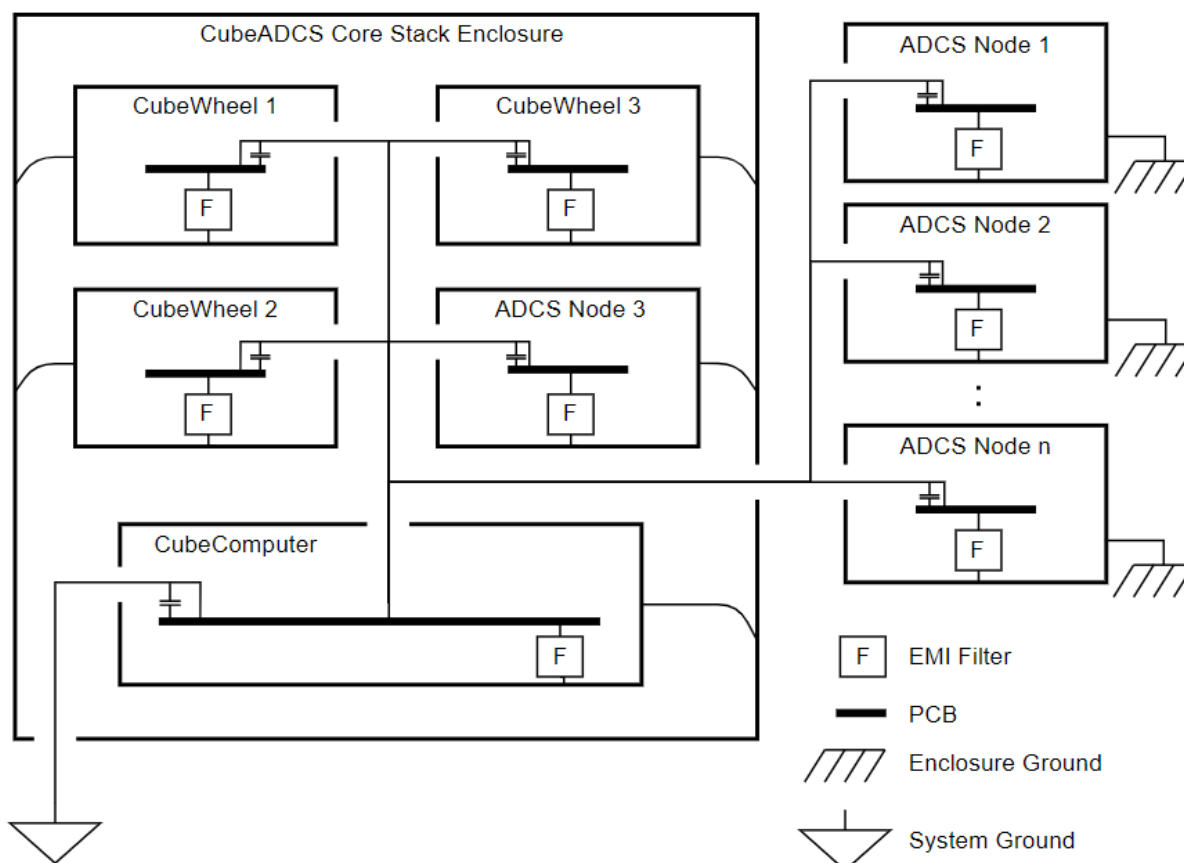 CubeADCS Core Stack Enclosure
CubeWheel 1
F
CubeWheel 3
F
CubeWheel 2
F
ADCS Node 3
F
CubeComputer
F
ADCS Node 1
F
ADCS Node 2
F
:
ADCS Node n
F
F EMI Filter
PCB
Enclosure Ground
System Ground